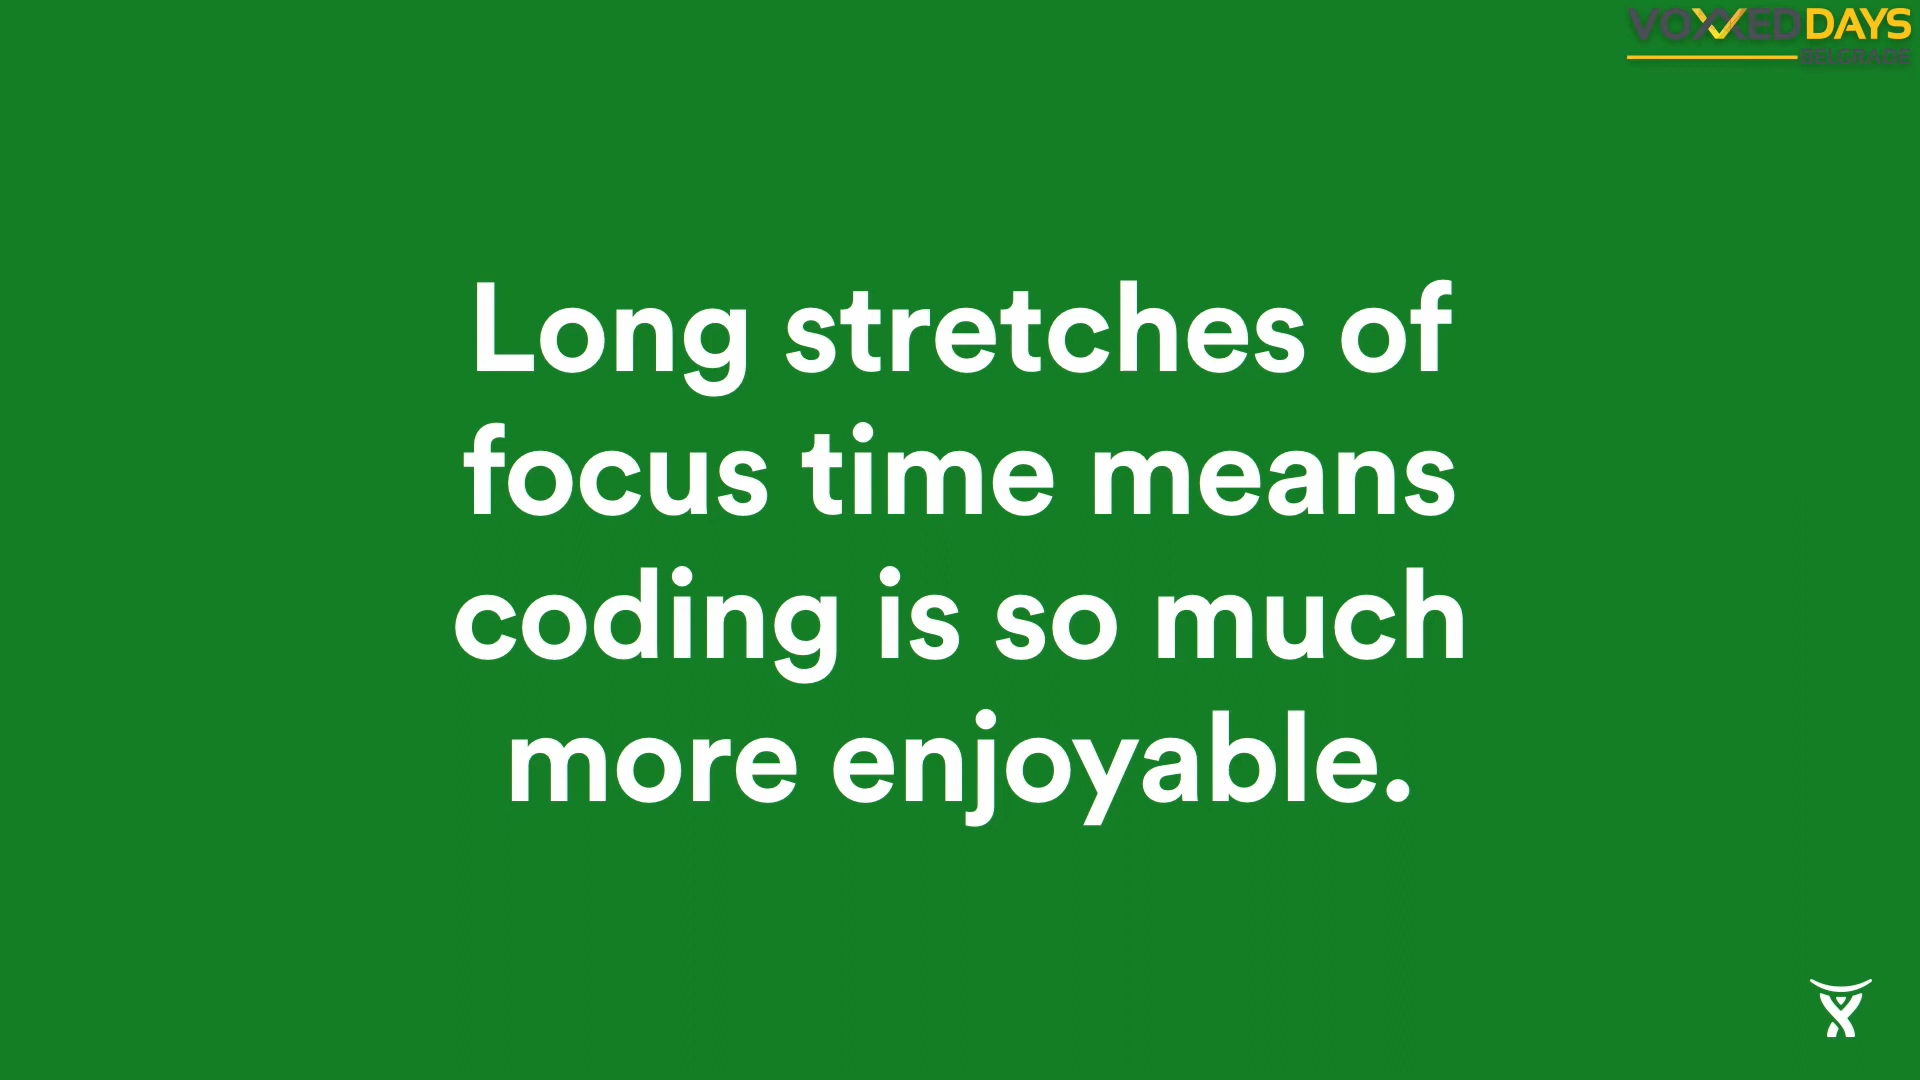 VOXXED DAYS
BELGRADE
Long stretches of
focus time means
coding is so much
more enjoyable.